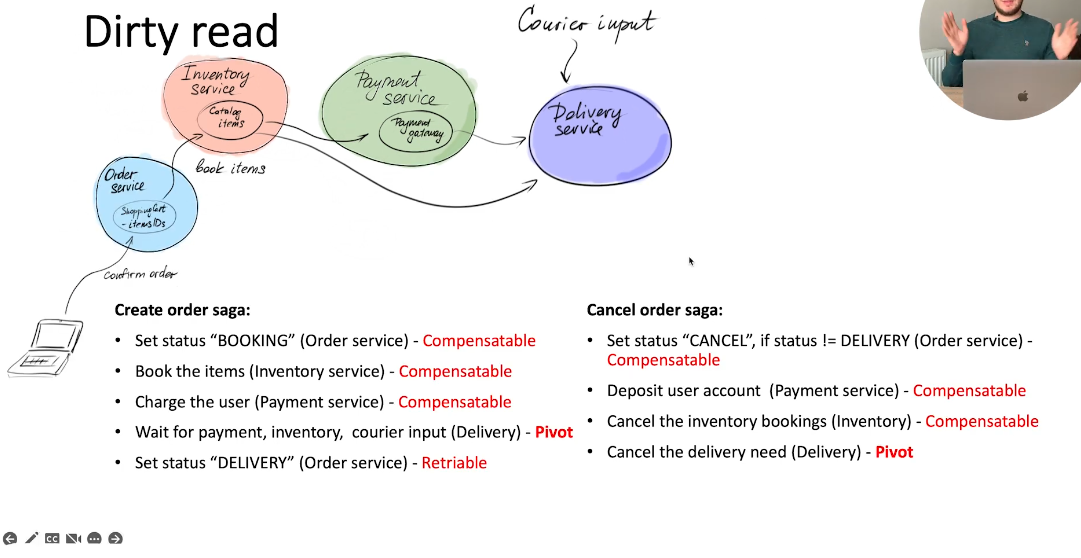 Dirty read
Courier input
Inventory
service
Catalog
items
Payment
service
Payment
gateway
Delivery
service
book items
Order
service
Shopping Cart
- items IDs
confirm order
Create order saga:
• Set status “BOOKING” (Order service) - Compensatable
• Book the items (Inventory service) - Compensatable
• Charge the user (Payment service) - Compensatable
• Wait for payment, inventory, courier input (Delivery) - Pivot
• Set status “DELIVERY” (Order service) - Retriable
Cancel order saga:
• Set status “CANCEL”, if status != DELIVERY (Order service) -
Compensatable
• Deposit user account (Payment service) - Compensatable
• Cancel the inventory bookings (Inventory) - Compensatable
• Cancel the delivery need (Delivery) - Pivot
CC